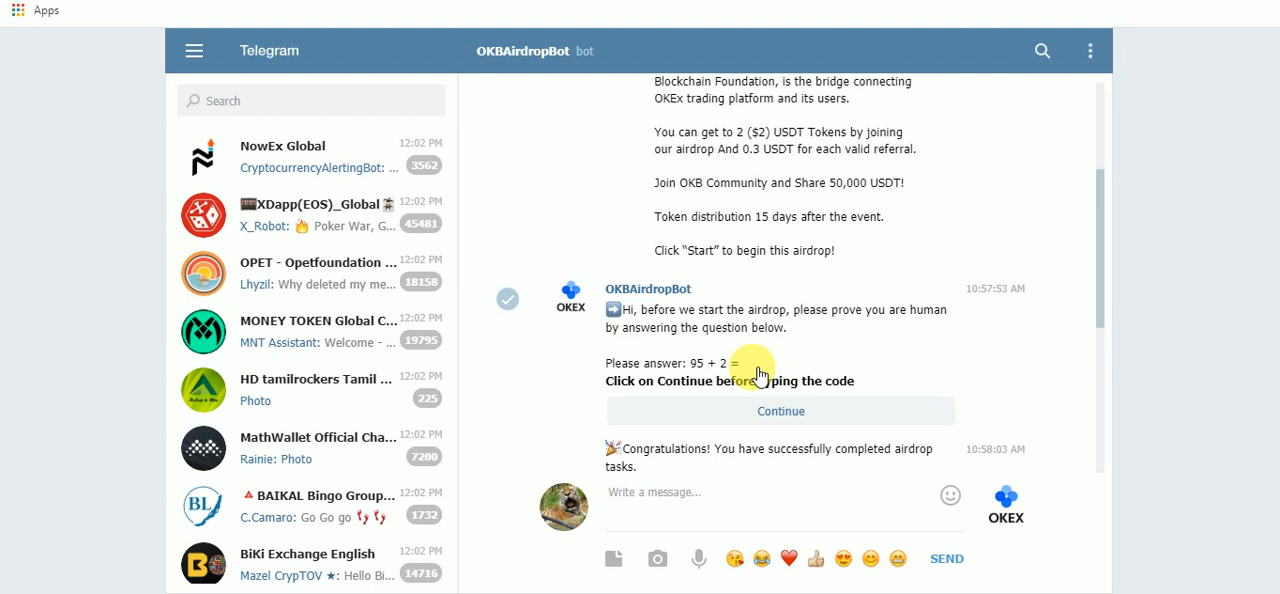 Apps
Telegram
OKBAirdropBot bot
Search
NowEx Global 12:02 PM
CryptocurrencyAlertingBot: ... 3562
XDapp(EOS)_Global 12:02 PM
X_Robot: 🔥 Poker War, G... 45481
OPET - Opetfoundation ... 12:02 PM
Lhyzil: Why deleted my me... 18158
MONEY TOKEN Global C... 12:02 PM
MNT Assistant: Welcome - ... 19795
HD tamilrockers Tamil ... 12:02 PM
Photo 225
MathWallet Official Cha... 12:02 PM
Rainie: Photo 7200
BL
🔺BAIKAL Bingo Group... 12:02 PM
C.Camaro: Go Go go 👣 👣 1732
BiKi Exchange English 12:02 PM
Mazel CrypTOV ★: Hello Bi... 14716
Blockchain Foundation, is the bridge connecting
OKEx trading platform and its users.
You can get to 2 ($2) USDT Tokens by joining
our airdrop And 0.3 USDT for each valid referral.
Join OKB Community and Share 50,000 USDT!
Token distribution 15 days after the event.
Click “Start” to begin this airdrop!
OKEX
OKBAirdropBot 10:57:53 AM
➡Hi, before we start the airdrop, please prove you are human
by answering the question below.
Please answer: 95 + 2 =
Click on Continue before typing the code
Continue
🎉Congratulations! You have successfully completed airdrop 10:58:03 AM
tasks.
Write a message...
OKEX
SEND